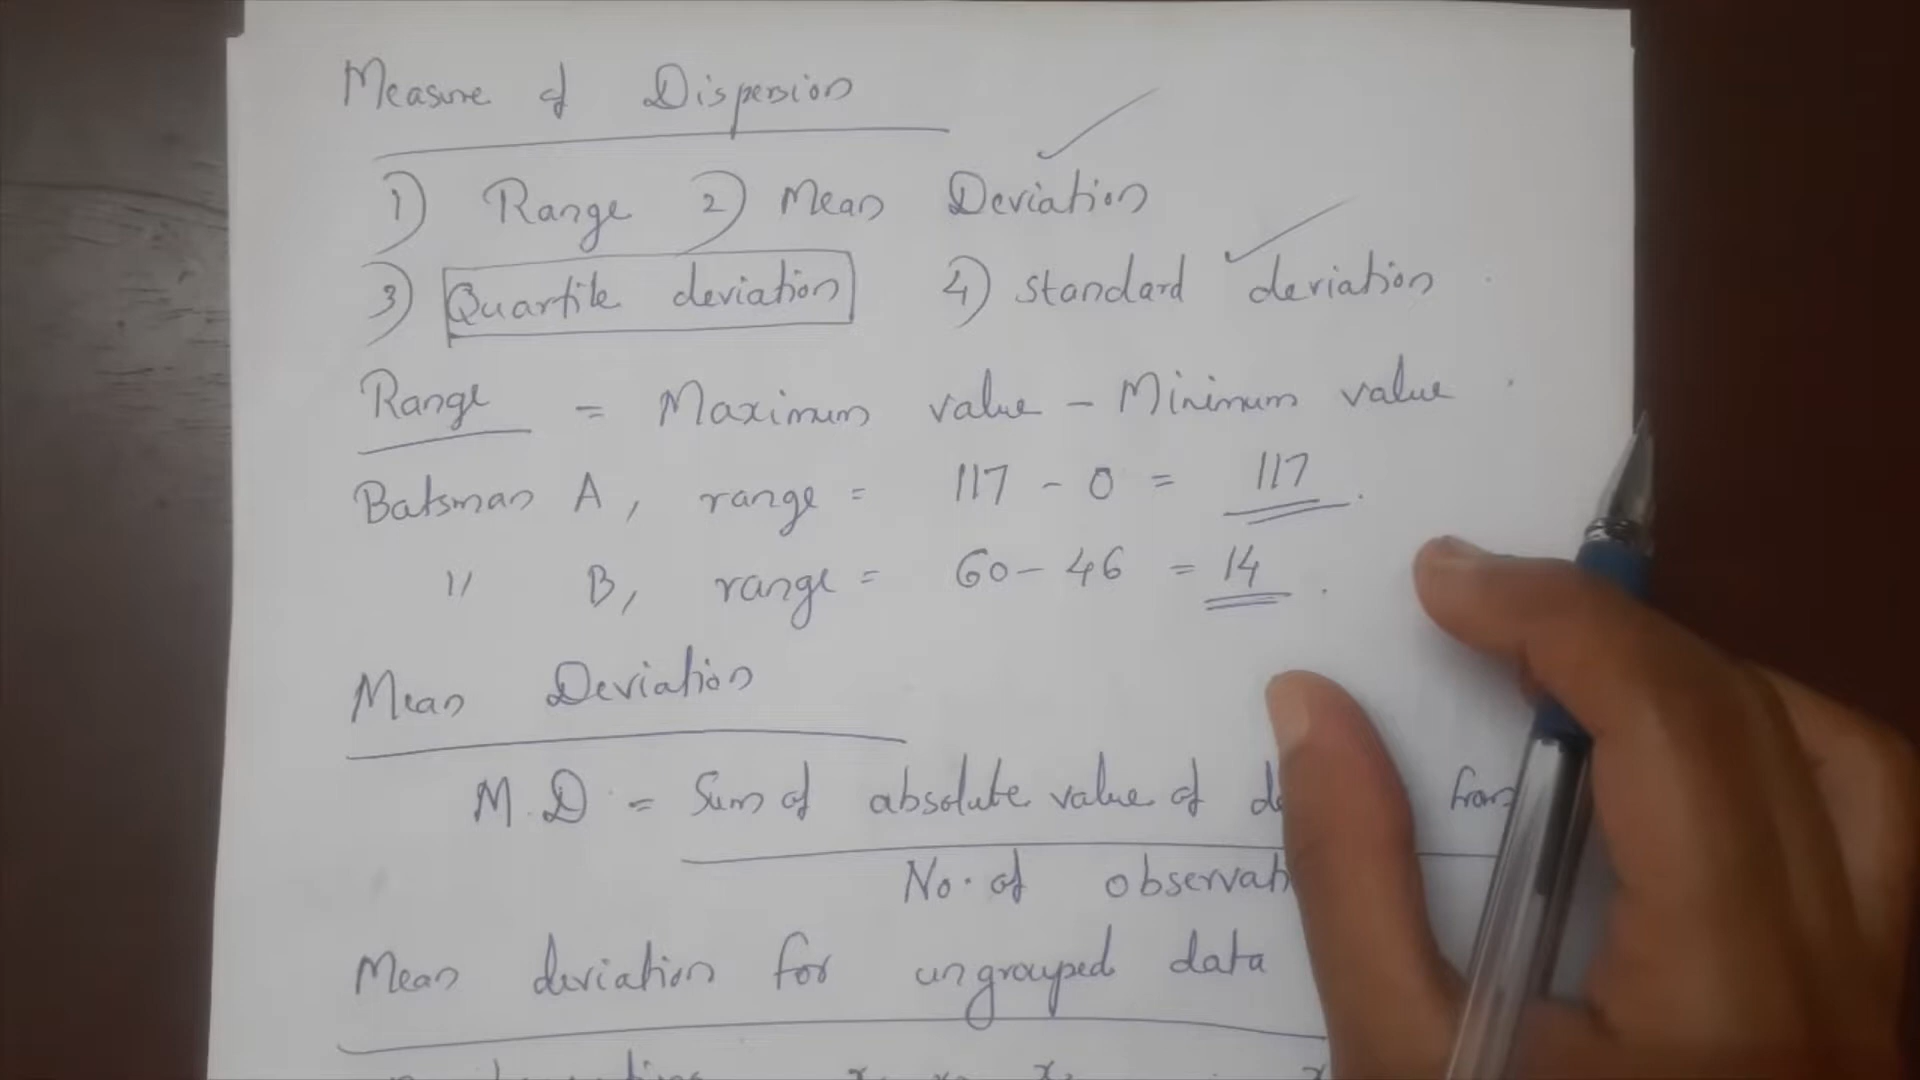 Measure of Dispersion
1) Range 2) Mean Deviation
3) Quartile deviation 4) standard deviation
Range = Maximum value - Minimum value
Batsman A, range = 117 - 0 = 117
" B, range = 60 - 46 = 14
Mean Deviation
M.D = Sum of absolute value of from
No. of
Mean deviation for ungrouped data